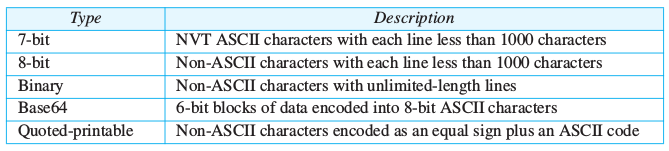 Type Description
7-bit NVT ASCII characters with each line less than 1000 characters
8-bit Non-ASCII characters with each line less than 1000 characters
Binary Non-ASCII characters with unlimited-length lines
Base64 6-bit blocks of data encoded into 8-bit ASCII characters
Quoted-printable Non-ASCII characters encoded as an equal sign plus an ASCII code